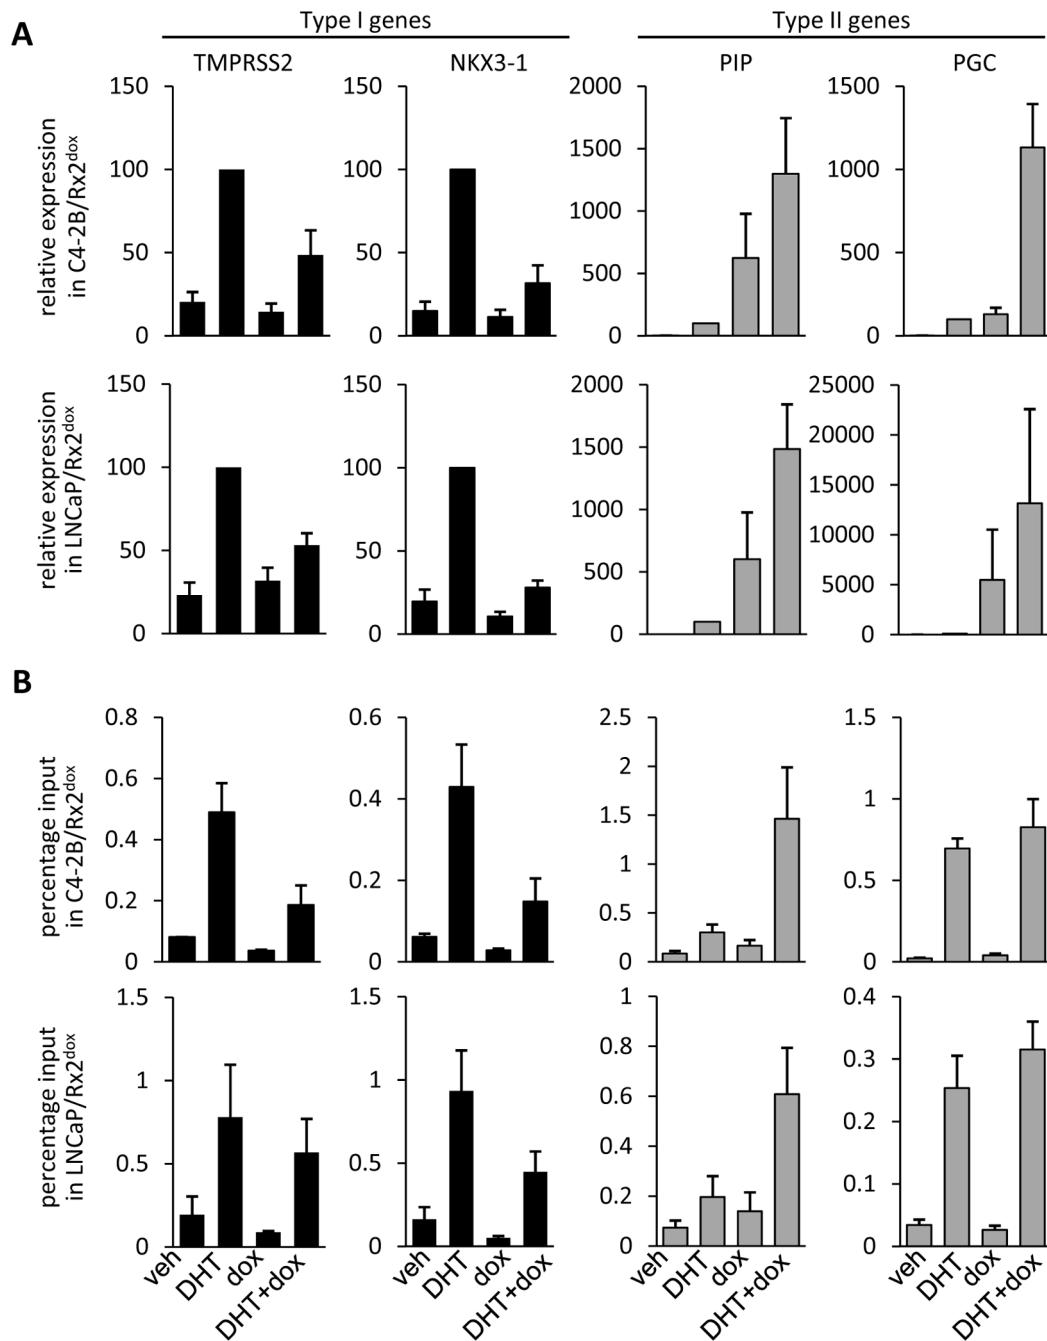 A
Type I genes
Type II genes
TMPRSS2
NKX3-1
PIP
PGC
relative expression
in C4-2B/Rx2dox
150
100
50
0
150
100
50
0
2000
1500
1000
500
0
1500
1000
500
0
relative expression
in LNCaP/Rx2dox
150
100
50
0
150
100
50
0
2000
1500
1000
500
0
25000
20000
15000
10000
5000
0
B
percentage input
in C4-2B/Rx2dox
0.8
0.6
0.4
0.2
0
0.6
0.4
0.2
0
2.5
2
1.5
1
0.5
0
1.5
1
0.5
0
percentage input
in LNCaP/Rx2dox
1.5
1
0.5
0
1.5
1
0.5
0
1
0.8
0.6
0.4
0.2
0
0.4
0.3
0.2
0.1
0
veh
DHT
dox
DHT+dox
veh
DHT
dox
DHT+dox
veh
DHT
dox
DHT+dox
veh
DHT
dox
DHT+dox